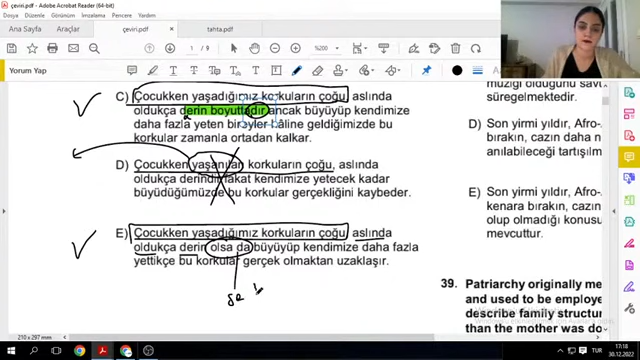 çeviri.pdf - Adobe Acrobat Reader (64-bit)
Dosya Düzenle Görünüm İmzala Pencere Yardım
Ana Sayfa Araçlar çeviri.pdf × tahta.pdf
1 / 9 %200
Yorum Yap
C) Çocukken yaşadığımız korkuların çoğu aslında
oldukça derin boyuttadır ancak büyüyüp kendimize
daha fazla yeten bireyler hâline geldiğimizde bu
korkular zamanla ortadan kalkar.
D) Çocukken yaşanılan korkuların çoğu, aslında
oldukça derindir fakat kendimize yetecek kadar
büyüdüğümüzde bu korkular gerçekliğini kaybeder.
E) Çocukken yaşadığımız korkuların çoğu aslında
oldukça derin olsa da büyüyüp kendimize daha fazla
yettikçe bu korkular gerçek olmaktan uzaklaşır.
müziği olduğunu sav
süregelmektedir.
D) Son yirmi yıldır, Afro-
bırakın, cazın daha n
anılabileceği tartışılm
E) Son yirmi yıldır, Afro-
kenara bırakın, cazın
olup olmadığı konusu
mevcuttur.
39. Patriarchy originally me
and used to be employe
describe family structur
than the mother was do
210 x 297 mm
TUR
17:18
30.12.2022